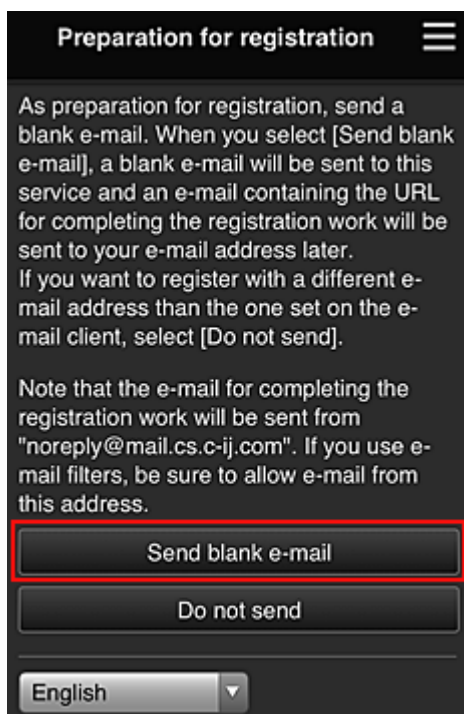 Preparation for registration
As preparation for registration, send a
blank e-mail. When you select [Send blank
e-mail], a blank e-mail will be sent to this
service and an e-mail containing the URL
for completing the registration work will be
sent to your e-mail address later.
If you want to register with a different e-
mail address than the one set on the e-
mail client, select [Do not send].
Note that the e-mail for completing the
registration work will be sent from
"noreply@mail.cs.c-ij.com". If you use e-
mail filters, be sure to allow e-mail from
this address.
Send blank e-mail
Do not send
English